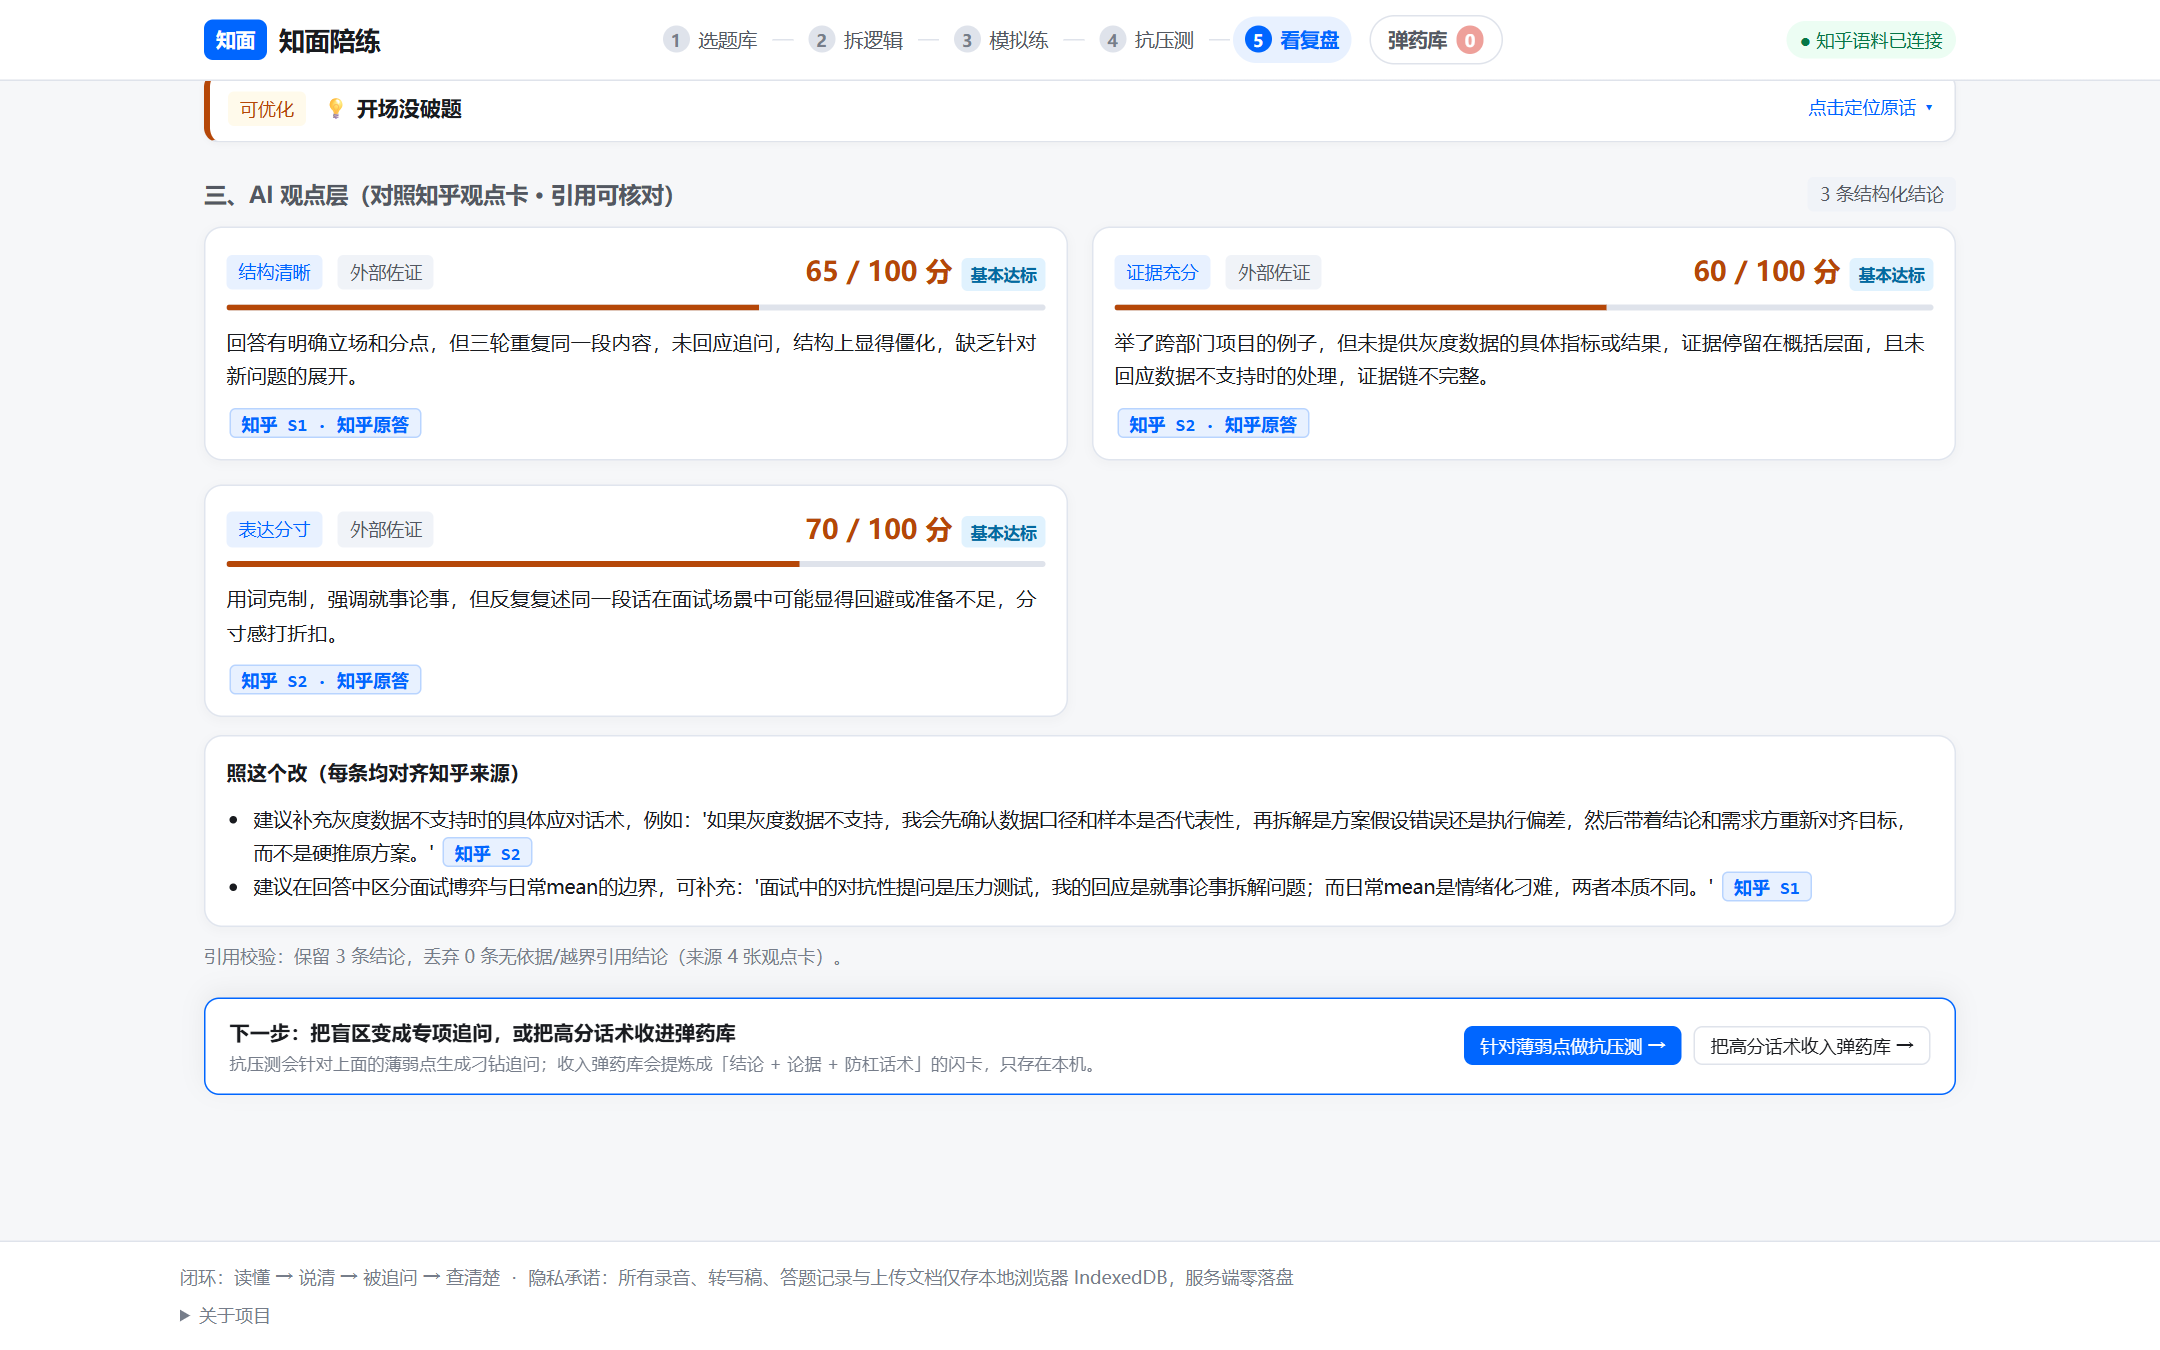 知面 知面陪练 1 选题库 2 拆逻辑 3 模拟练 4 抗压测 5 看复盘 弹药库 0 ● 知乎语料已连接
可优化 💡 开场没破题 点击定位原话 ▾
三、AI 观点层（对照知乎观点卡 • 引用可核对） 3 条结构化结论
结构清晰 外部佐证 65 / 100 分 基本达标
回答有明确立场和分点，但三轮重复同一段内容，未回应追问，结构上显得僵化，缺乏针对
新问题的展开。
知乎 S1 · 知乎原答
证据充分 外部佐证 60 / 100 分 基本达标
举了跨部门项目的例子，但未提供灰度数据的具体指标或结果，证据停留在概括层面，且未
回应数据不支持时的处理，证据链不完整。
知乎 S2 · 知乎原答
表达分寸 外部佐证 70 / 100 分 基本达标
用词克制，强调就事论事，但反复复述同一段话在面试场景中可能显得回避或准备不足，分
寸感打折扣。
知乎 S2 · 知乎原答
照这个改（每条均对齐知乎来源）
• 建议补充灰度数据不支持时的具体应对话术，例如：'如果灰度数据不支持，我会先确认数据口径和样本是否代表性，再拆解是方案假设错误还是执行偏差，然后带着结论和需求方重新对齐目标，
而不是硬推原方案。' 知乎 S2
• 建议在回答中区分面试博弈与日常mean的边界，可补充：'面试中的对抗性提问是压力测试，我的回应是就事论事拆解问题；而日常mean是情绪化刁难，两者本质不同。' 知乎 S1
引用校验：保留 3 条结论，丢弃 0 条无依据/越界引用结论（来源 4 张观点卡）。
下一步：把盲区变成专项追问，或把高分话术收进弹药库
抗压测会针对上面的薄弱点生成刁钻追问；收入弹药库会提炼成「结论 + 论据 + 防杠话术」的闪卡，只存在本机。
针对薄弱点做抗压测 → 把高分话术收入弹药库 →
闭环：读懂 → 说清 → 被追问 → 查清楚 · 隐私承诺：所有录音、转写稿、答题记录与上传文档仅存本地浏览器 IndexedDB，服务端零落盘
▶ 关于项目